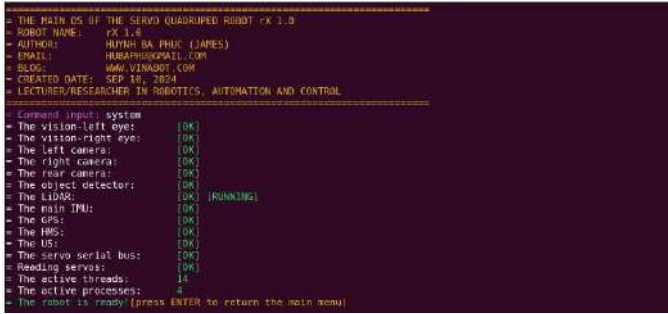 ================================================================
= THE MAIN OS OF THE SERVO QUADRUPED ROBOT rX 1.0
= ROBOT NAME: rX 1.0
= AUTHOR: HUYNH BA PHUC (JAMES)
= EMAIL: HUBAPHU@GMAIL.COM
= BLOG: WWW.VINABOT.COM
= CREATED DATE: SEP 10, 2024
= LECTURER/RESEARCHER IN ROBOTICS, AUTOMATION AND CONTROL
================================================================
= Command input: system
= The vision-left eye: [OK]
= The vision-right eye: [OK]
= The left camera: [OK]
= The right camera: [OK]
= The rear camera: [OK]
= The object detector: [OK]
= The LiDAR: [OK] [RUNNING]
= The main IMU: [OK]
= The GPS: [OK]
= The HMS: [OK]
= The US: [OK]
= The servo serial bus: [OK]
= Reading servos: [OK]
= The active threads: 14
= The active processes: 4
= The robot is ready![press ENTER to return the main menu]